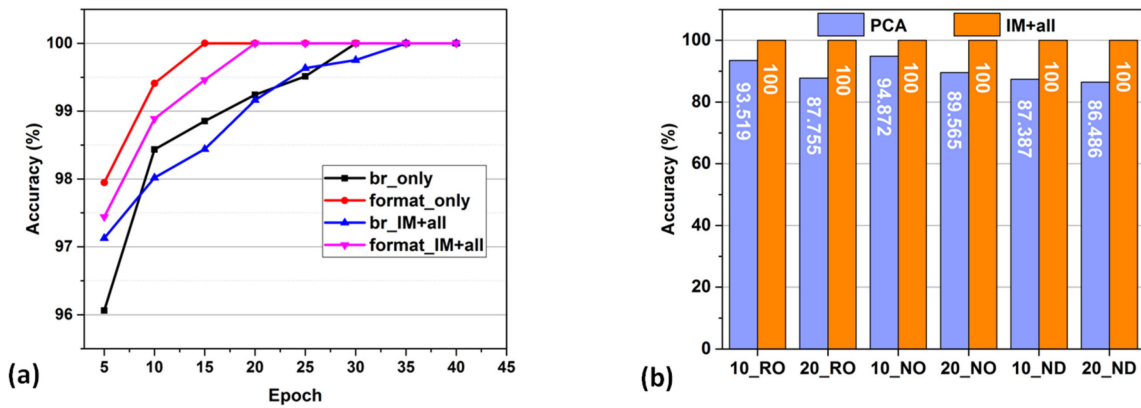 100
99
98
97
96
Accuracy (%)
br_only
format_only
br_IM+all
format_IM+all
5 10 15 20 25 30 35 40 45
Epoch
(a)
PCA IM+all
100
80
60
40
20
0
Accuracy (%)
93.519 100 87.755 100 94.872 100 89.565 100 87.387 100 86.486 100
10_RO 20_RO 10_NO 20_NO 10_ND 20_ND
(b)